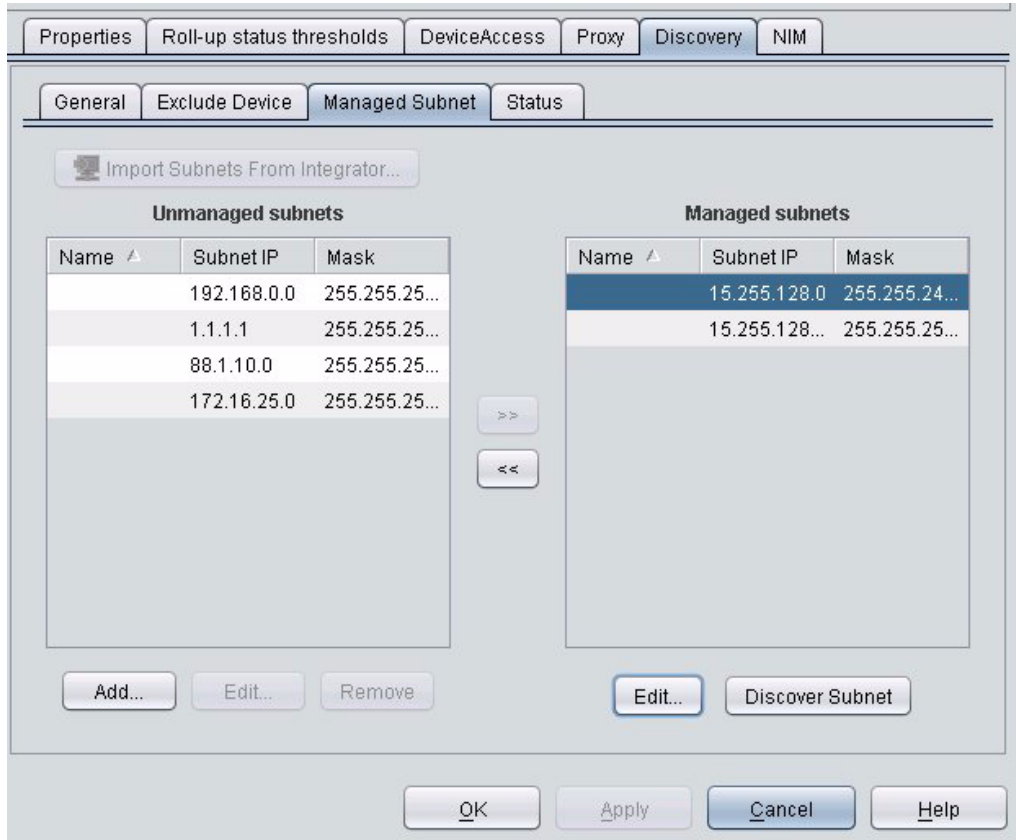 Properties Roll-up status thresholds DeviceAccess Proxy Discovery NIM
General Exclude Device Managed Subnet Status
Import Subnets From Integrator...
Unmanaged subnets Managed subnets
Name Subnet IP Mask Name Subnet IP Mask
192.168.0.0 255.255.25... 15.255.128.0 255.255.24...
1.1.1.1 255.255.25... 15.255.128... 255.255.25...
88.1.10.0 255.255.25...
172.16.25.0 255.255.25...
>>
<<
Add... Edit... Remove Edit... Discover Subnet
OK Apply Cancel Help